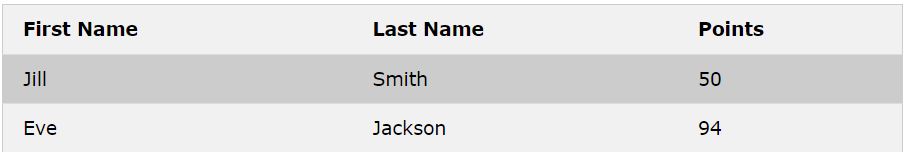 First Name Last Name Points
Jill Smith 50
Eve Jackson 94